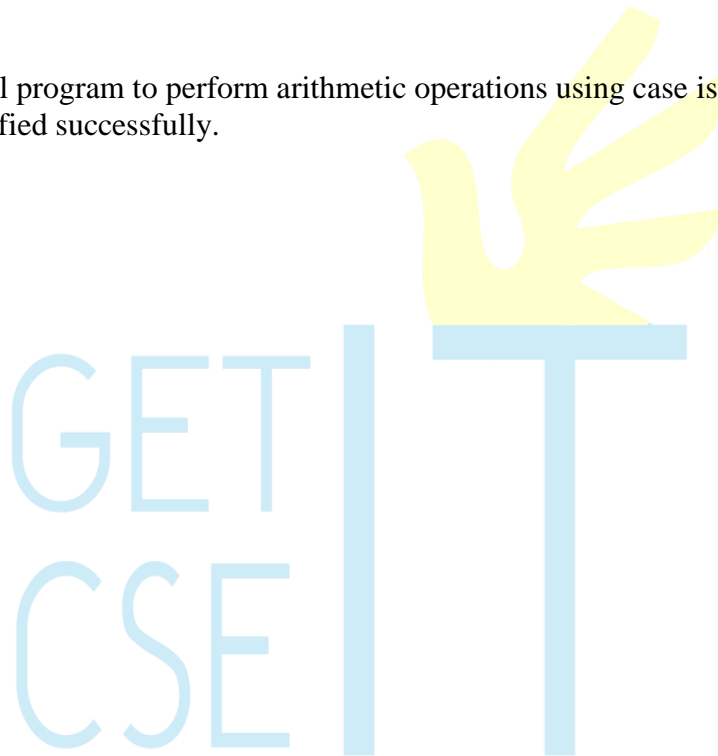 l program to perform arithmetic operations using case is
fied successfully.
GET
CSE
IT